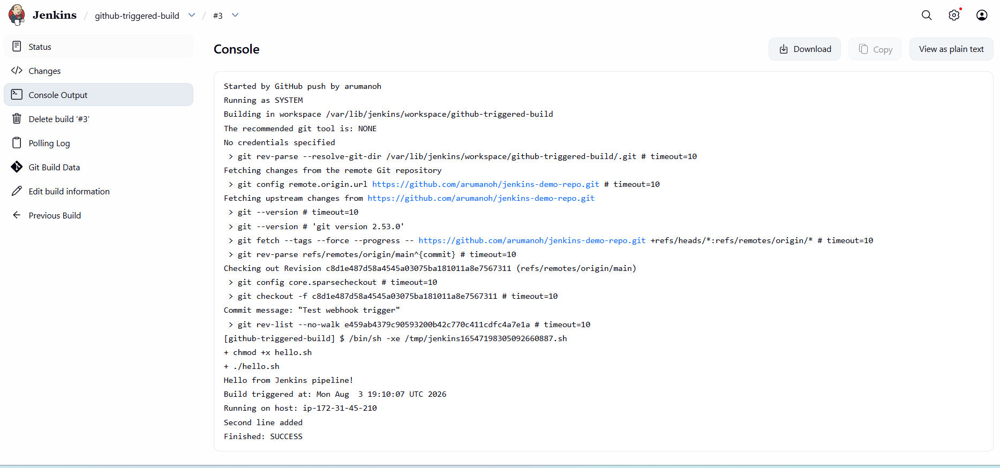 Jenkins / github-triggered-build / #3
Status
Changes
Console Output
Delete build ‘#3’
Polling Log
Git Build Data
Edit build information
Previous Build
Console
Download
Copy
View as plain text
Started by GitHub push by arumanoh
Running as SYSTEM
Building in workspace /var/lib/jenkins/workspace/github-triggered-build
The recommended git tool is: NONE
No credentials specified
 > git rev-parse --resolve-git-dir /var/lib/jenkins/workspace/github-triggered-build/.git # timeout=10
Fetching changes from the remote Git repository
 > git config remote.origin.url https://github.com/arumanoh/jenkins-demo-repo.git # timeout=10
Fetching upstream changes from https://github.com/arumanoh/jenkins-demo-repo.git
 > git --version # timeout=10
 > git --version # 'git version 2.53.0'
 > git fetch --tags --force --progress -- https://github.com/arumanoh/jenkins-demo-repo.git +refs/heads/*:refs/remotes/origin/* # timeout=10
 > git rev-parse refs/remotes/origin/main^{commit} # timeout=10
Checking out Revision c8d1e487d58a4545a03075ba181011a8e7567311 (refs/remotes/origin/main)
 > git config core.sparsecheckout # timeout=10
 > git checkout -f c8d1e487d58a4545a03075ba181011a8e7567311 # timeout=10
Commit message: "Test webhook trigger"
 > git rev-list --no-walk e459ab4379c90593200b42c770c411cdfc4a7e1a # timeout=10
[github-triggered-build] $ /bin/sh -xe /tmp/jenkins16547198305092660887.sh
+ chmod +x hello.sh
+ ./hello.sh
Hello from Jenkins pipeline!
Build triggered at: Mon Aug  3 19:10:07 UTC 2026
Running on host: ip-172-31-45-210
Second line added
Finished: SUCCESS